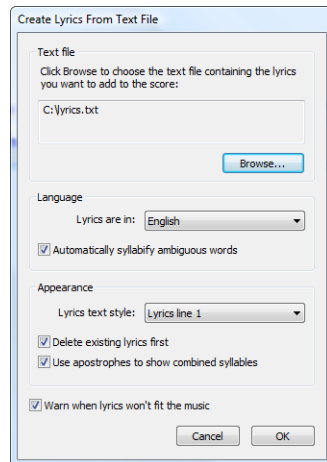 Create Lyrics From Text File
Text file
Click Browse to choose the text file containing the lyrics
you want to add to the score:
C:\lyrics.txt
Browse...
Language
Lyrics are in: English
Automatically syllabify ambiguous words
Appearance
Lyrics text style: Lyrics line 1
Delete existing lyrics first
Use apostrophes to show combined syllables
Warn when lyrics won't fit the music
Cancel OK